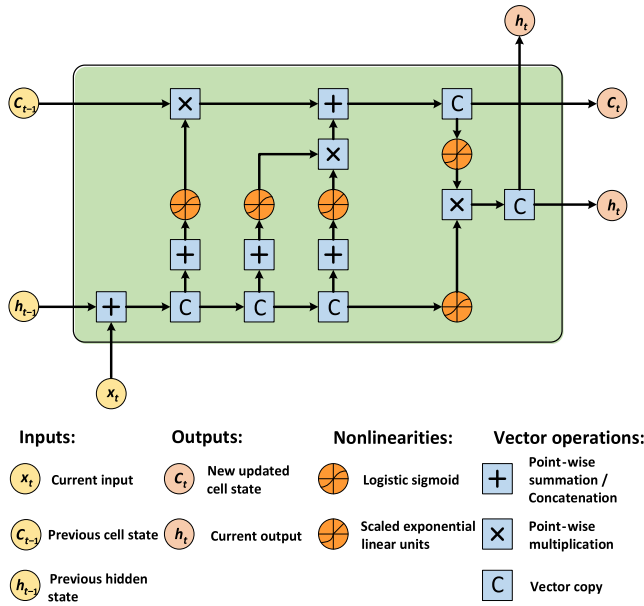 h_t
C_{t-1}
×
+
C
C_t
×
×
C
h_t
+
+
+
h_{t-1}
+
C
C
C
x_t
Inputs:
Outputs:
Nonlinearities:
Vector operations:
x_t
Current input
C_t
New updated
cell state
Logistic sigmoid
+
Point-wise
summation /
Concatenation
C_{t-1}
Previous cell state
h_t
Current output
Scaled exponential
linear units
×
Point-wise
multiplication
h_{t-1}
Previous hidden
state
C
Vector copy